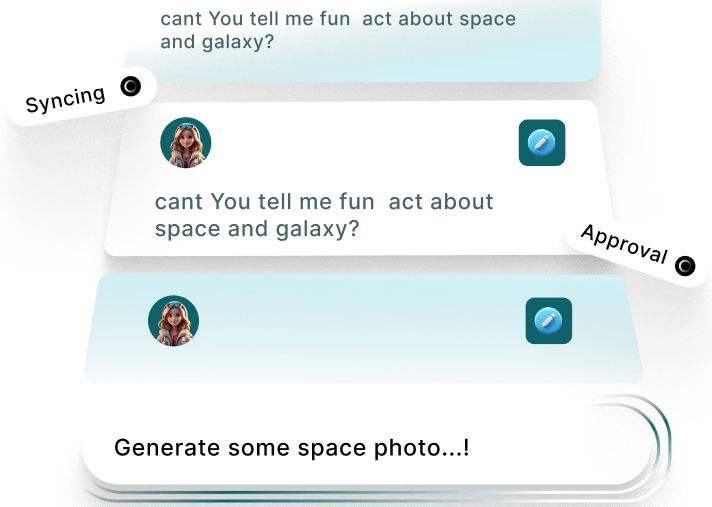 cant You tell me fun  act about space
and galaxy?
Syncing
cant You tell me fun  act about
space and galaxy?
Approval
Generate some space photo...!